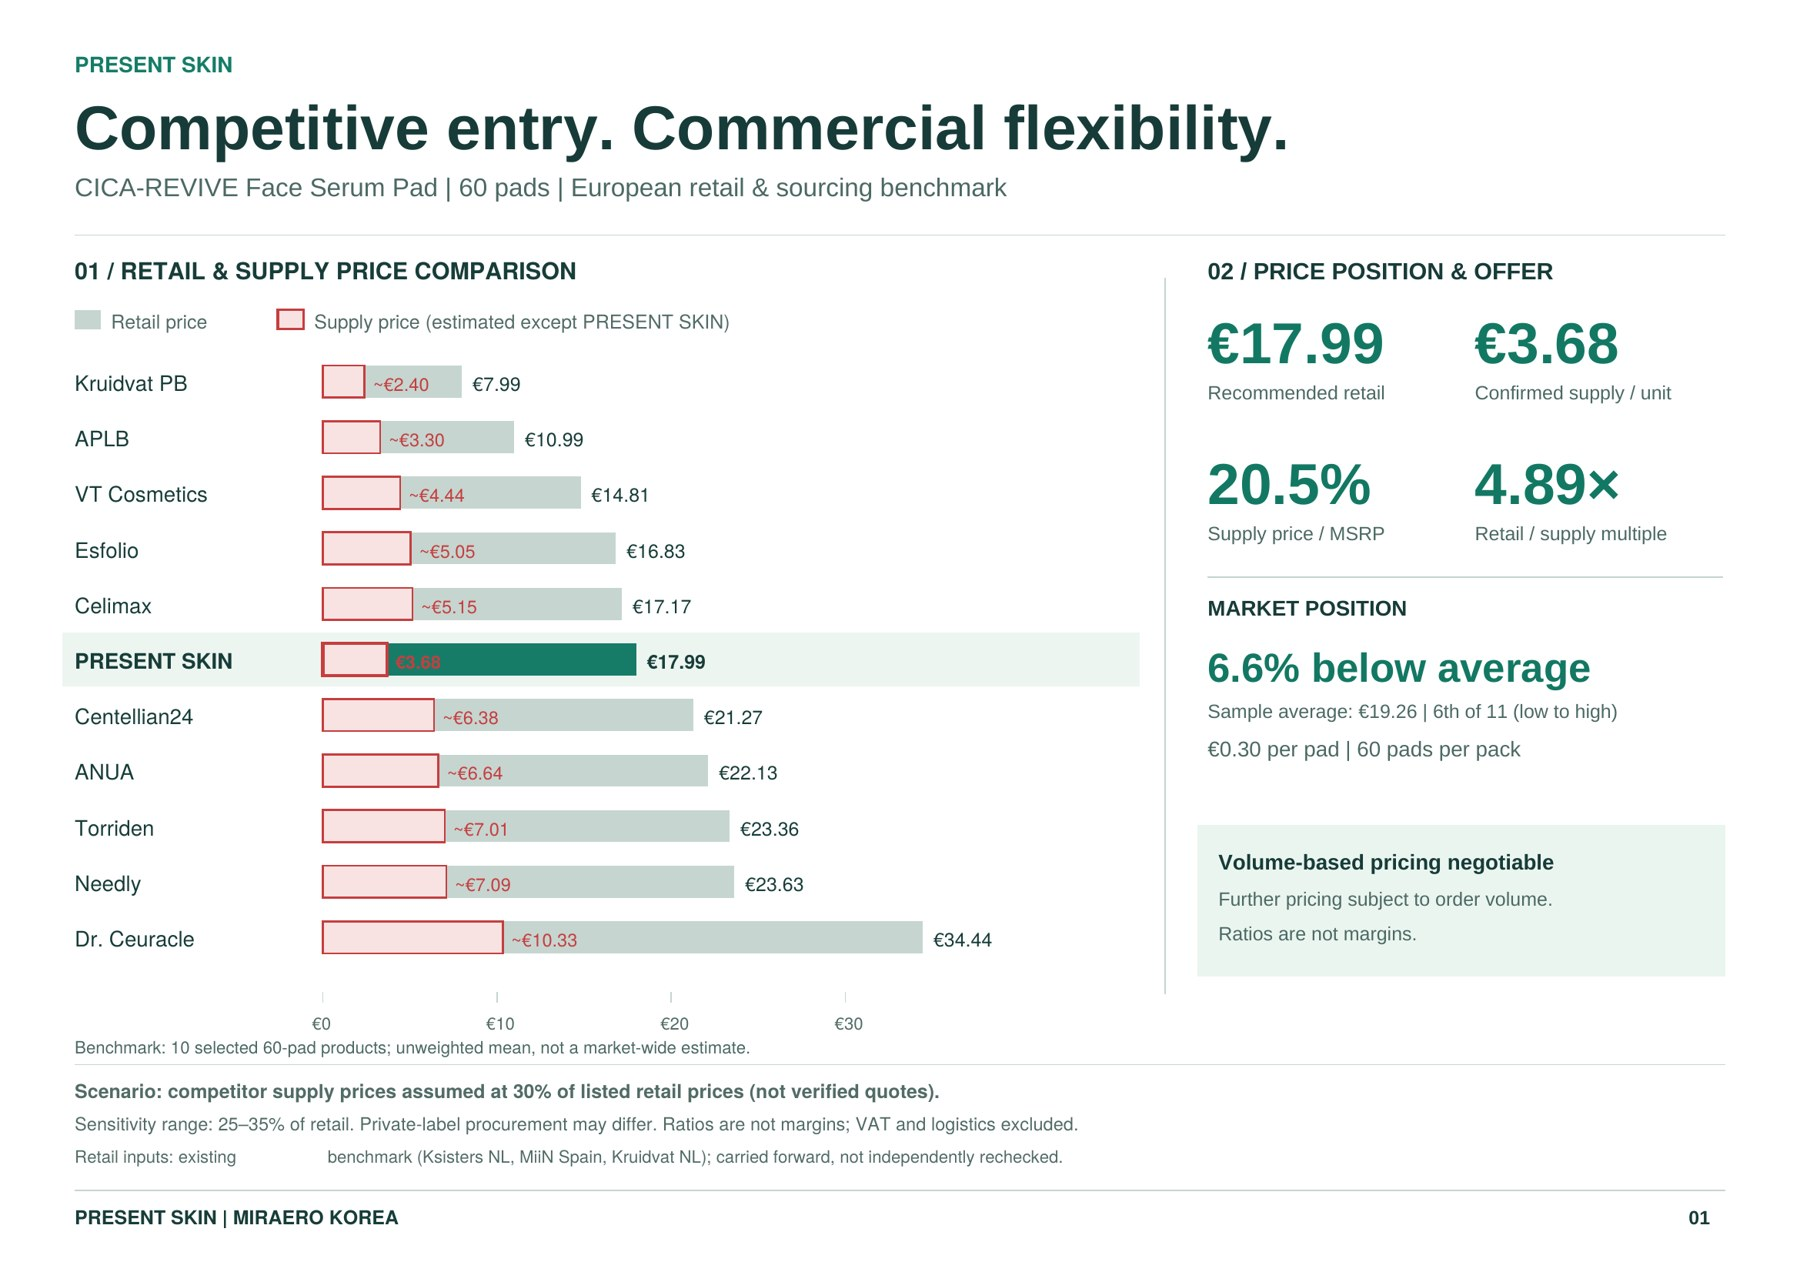 PRESENT SKIN
Competitive entry. Commercial flexibility.
CICA-REVIVE Face Serum Pad | 60 pads | European retail & sourcing benchmark
01 / RETAIL & SUPPLY PRICE COMPARISON
Retail price
Supply price (estimated except PRESENT SKIN)
Kruidvat PB ~€2.40 €7.99
APLB ~€3.30 €10.99
VT Cosmetics ~€4.44 €14.81
Esfolio ~€5.05 €16.83
Celimax ~€5.15 €17.17
PRESENT SKIN €3.68 €17.99
Centellian24 ~€6.38 €21.27
ANUA ~€6.64 €22.13
Torriden ~€7.01 €23.36
Needly ~€7.09 €23.63
Dr. Ceuracle ~€10.33 €34.44
€0 €10 €20 €30
Benchmark: 10 selected 60-pad products; unweighted mean, not a market-wide estimate.
02 / PRICE POSITION & OFFER
€17.99 €3.68
Recommended retail Confirmed supply / unit
20.5% 4.89×
Supply price / MSRP Retail / supply multiple
MARKET POSITION
6.6% below average
Sample average: €19.26 | 6th of 11 (low to high)
€0.30 per pad | 60 pads per pack
Volume-based pricing negotiable
Further pricing subject to order volume.
Ratios are not margins.
Scenario: competitor supply prices assumed at 30% of listed retail prices (not verified quotes).
Sensitivity range: 25–35% of retail. Private-label procurement may differ. Ratios are not margins; VAT and logistics excluded.
Retail inputs: existing benchmark (Ksisters NL, MiiN Spain, Kruidvat NL); carried forward, not independently rechecked.
PRESENT SKIN | MIRAERO KOREA
01